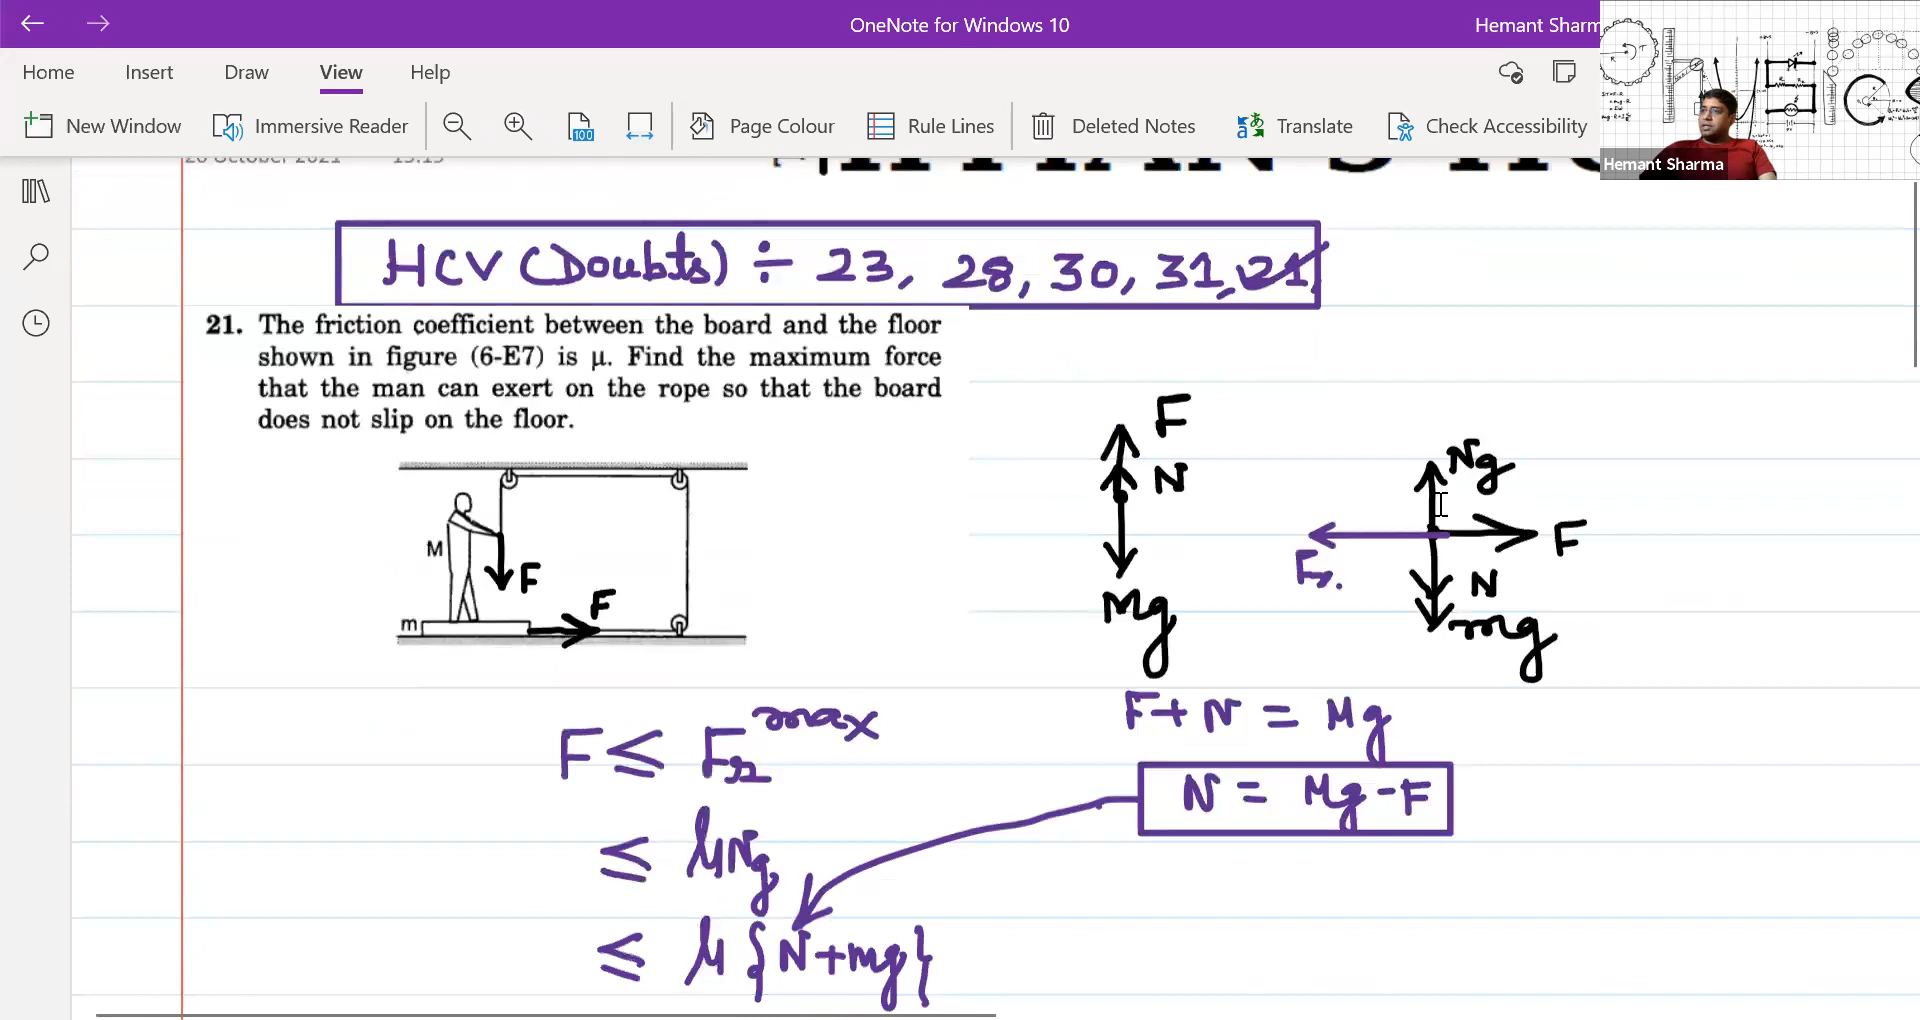 OneNote for Windows 10
Hemant Sharm
Home Insert Draw View Help
New Window Immersive Reader 100 Page Colour Rule Lines Deleted Notes Translate Check Accessibility
Hemant Sharma
HCV (Doubts) ÷ 23, 28, 30, 31, 21
21. The friction coefficient between the board and the floor
shown in figure (6-E7) is μ. Find the maximum force
that the man can exert on the rope so that the board
does not slip on the floor.
M
F
F
m
F
N
Mg
Ng
F
Fr.
N
mg
F + N = Mg
N = Mg - F
F ≤ Fr max
≤ μNg
≤ μ {N+mg}